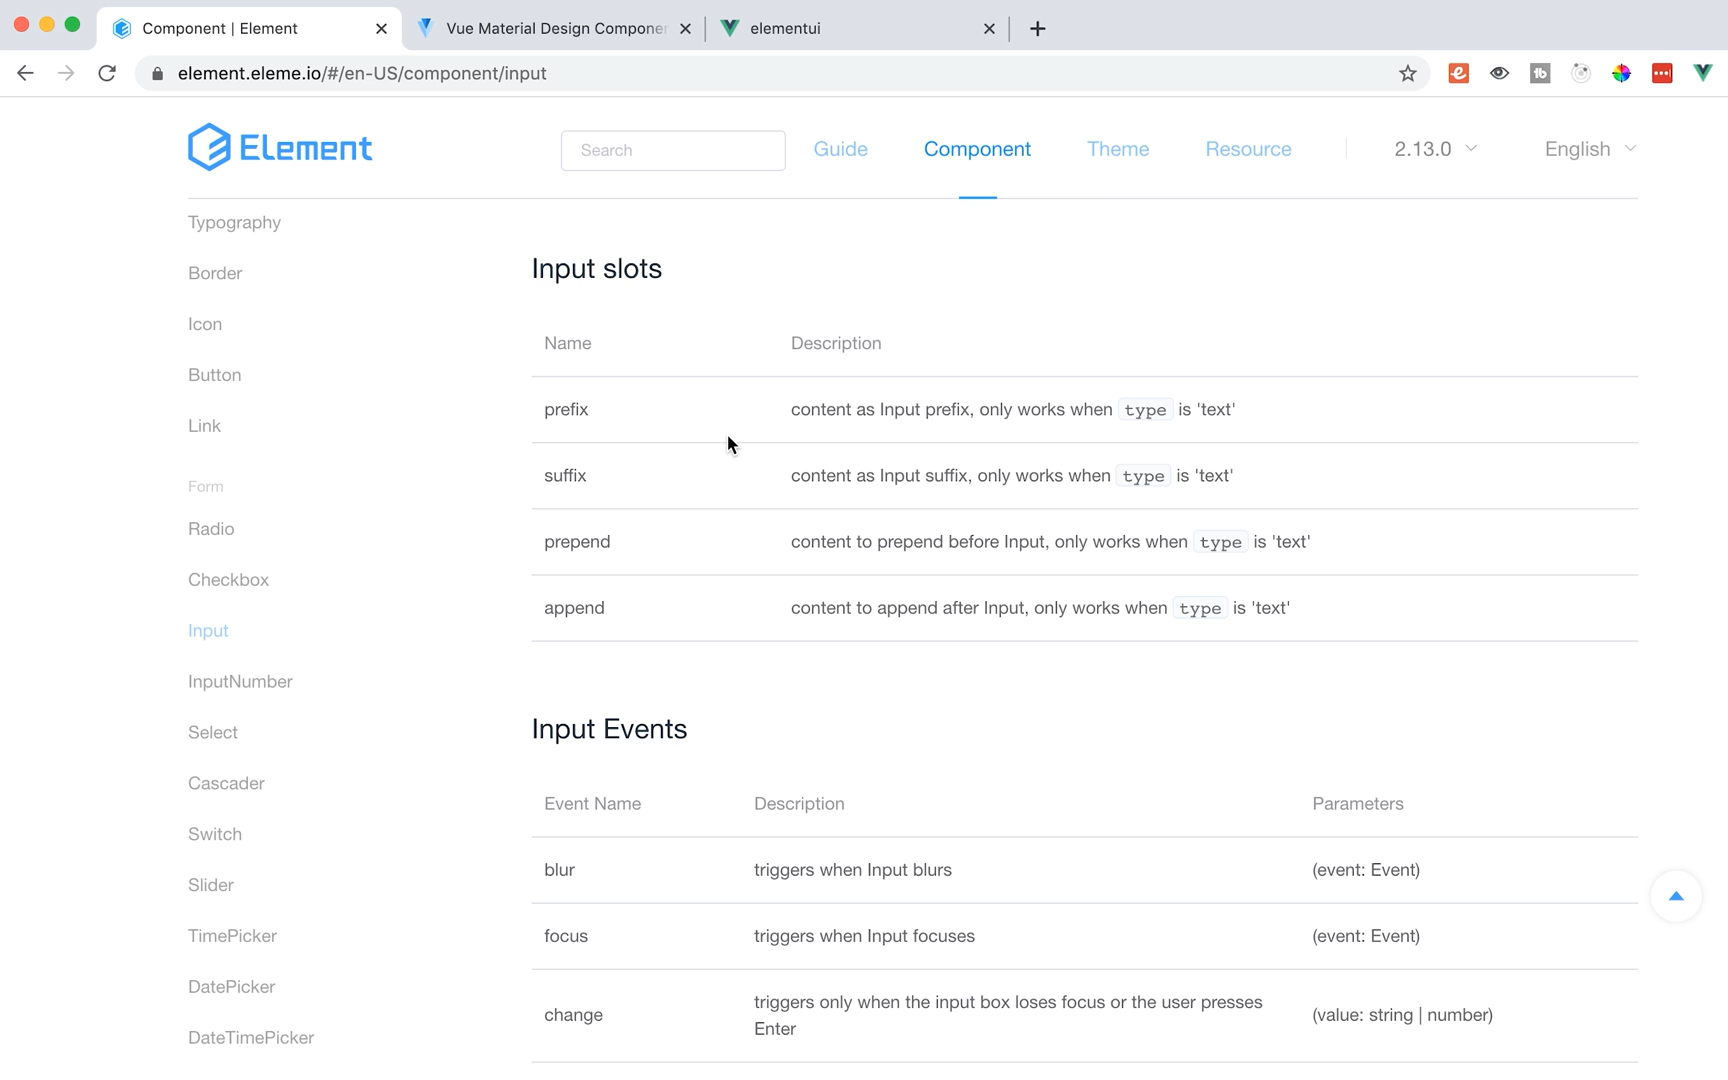 Component | Element
Vue Material Design Componen
elementui
element.eleme.io/#/en-US/component/input
Element
Search
Guide
Component
Theme
Resource
2.13.0
English
Typography
Border
Icon
Button
Link
Form
Radio
Checkbox
Input
InputNumber
Select
Cascader
Switch
Slider
TimePicker
DatePicker
DateTimePicker
Input slots
Name Description
prefix content as Input prefix, only works when type is 'text'
suffix content as Input suffix, only works when type is 'text'
prepend content to prepend before Input, only works when type is 'text'
append content to append after Input, only works when type is 'text'
Input Events
Event Name Description Parameters
blur triggers when Input blurs (event: Event)
focus triggers when Input focuses (event: Event)
change triggers only when the input box loses focus or the user presses
Enter
(value: string | number)